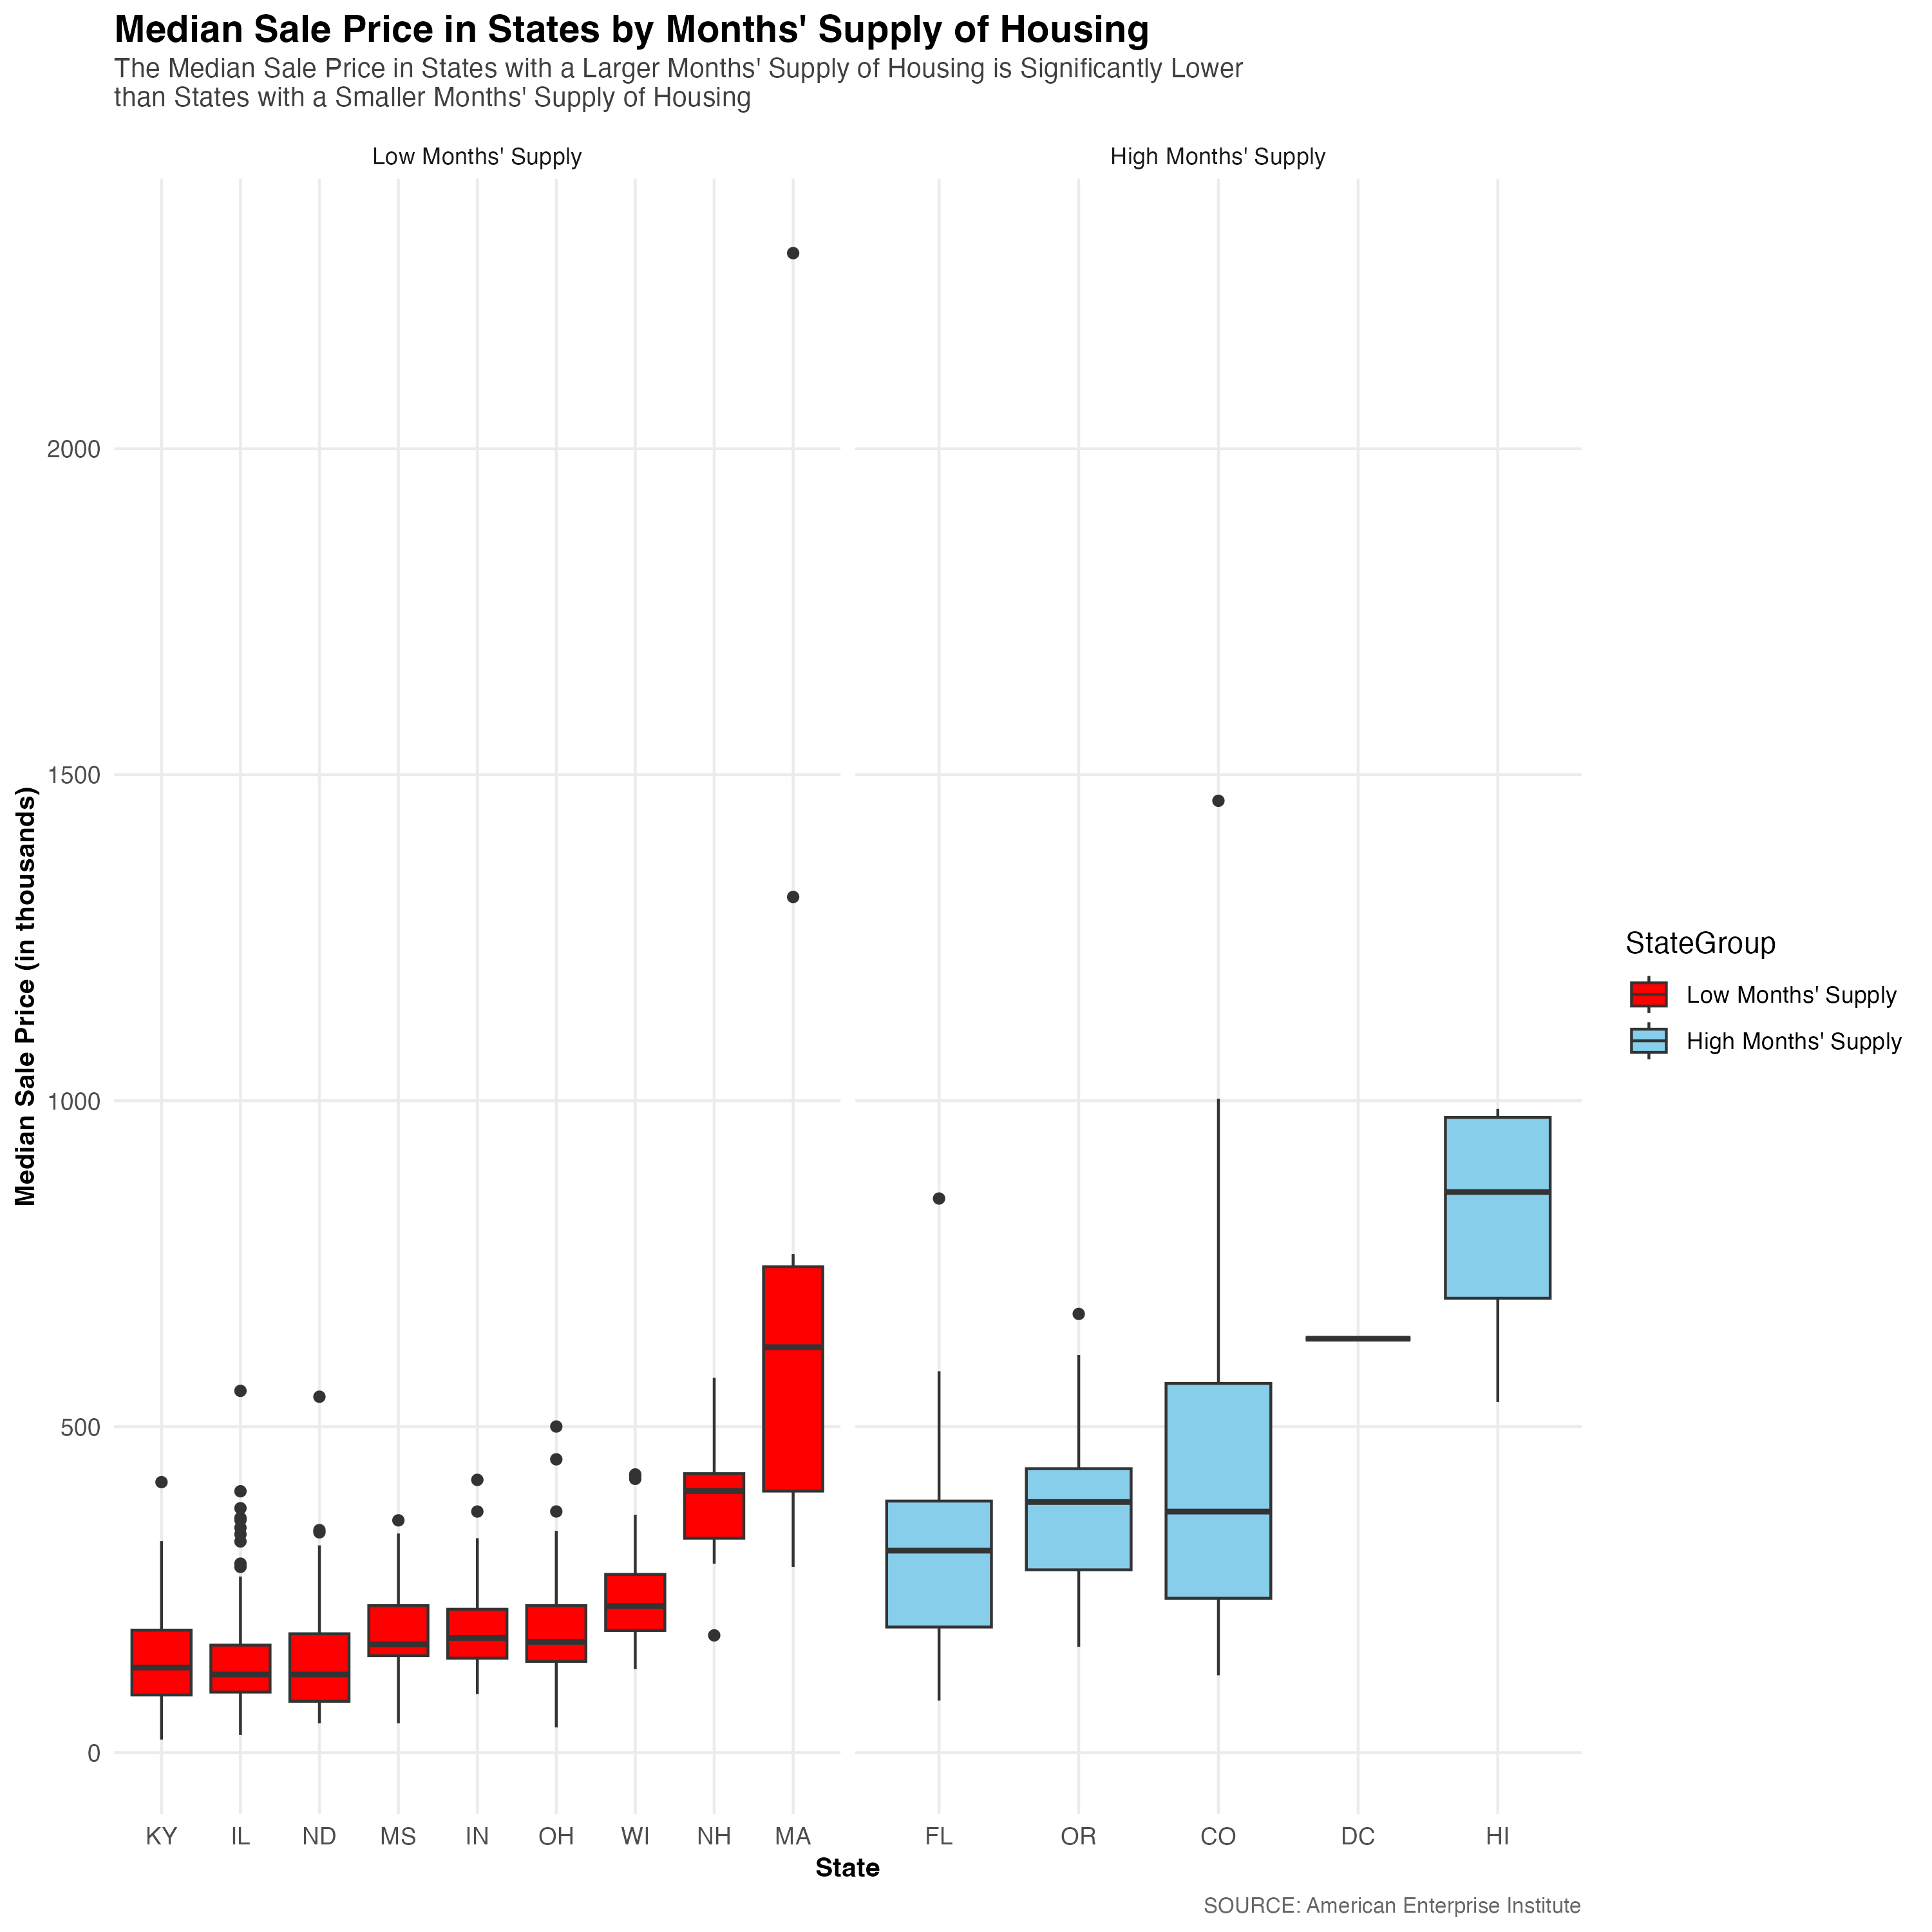 Median Sale Price in States by Months' Supply of Housing
The Median Sale Price in States with a Larger Months' Supply of Housing is Significantly Lower
than States with a Smaller Months' Supply of Housing
Low Months' Supply
High Months' Supply
Median Sale Price (in thousands)
2000
1500
1000
500
0
KY IL ND MS IN OH WI NH MA FL OR CO DC HI
State
StateGroup
Low Months' Supply
High Months' Supply
SOURCE: American Enterprise Institute